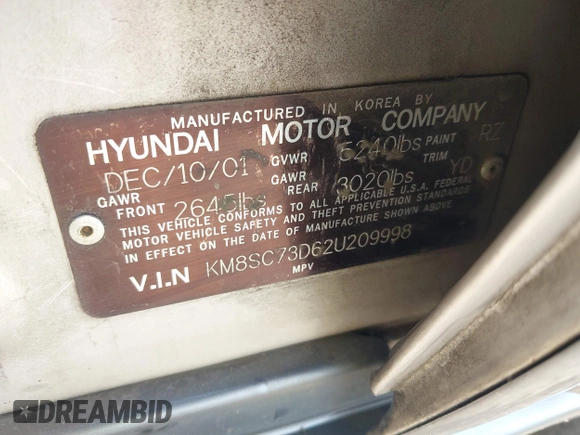 MANUFACTURED IN KOREA BY
HYUNDAI MOTOR COMPANY
DEC/10/01 GVWR 5240lbs PAINT RZ
GAWR FRONT 2645lbs GAWR REAR 3020lbs TRIM YD
THIS VEHICLE CONFORMS TO ALL APPLICABLE U.S.A. FEDERAL
MOTOR VEHICLE SAFETY AND THEFT PREVENTION STANDARDS
IN EFFECT ON THE DATE OF MANUFACTURE SHOWN ABOVE.
V.I.N KM8SC73D62U209998
MPV
DREAMBID